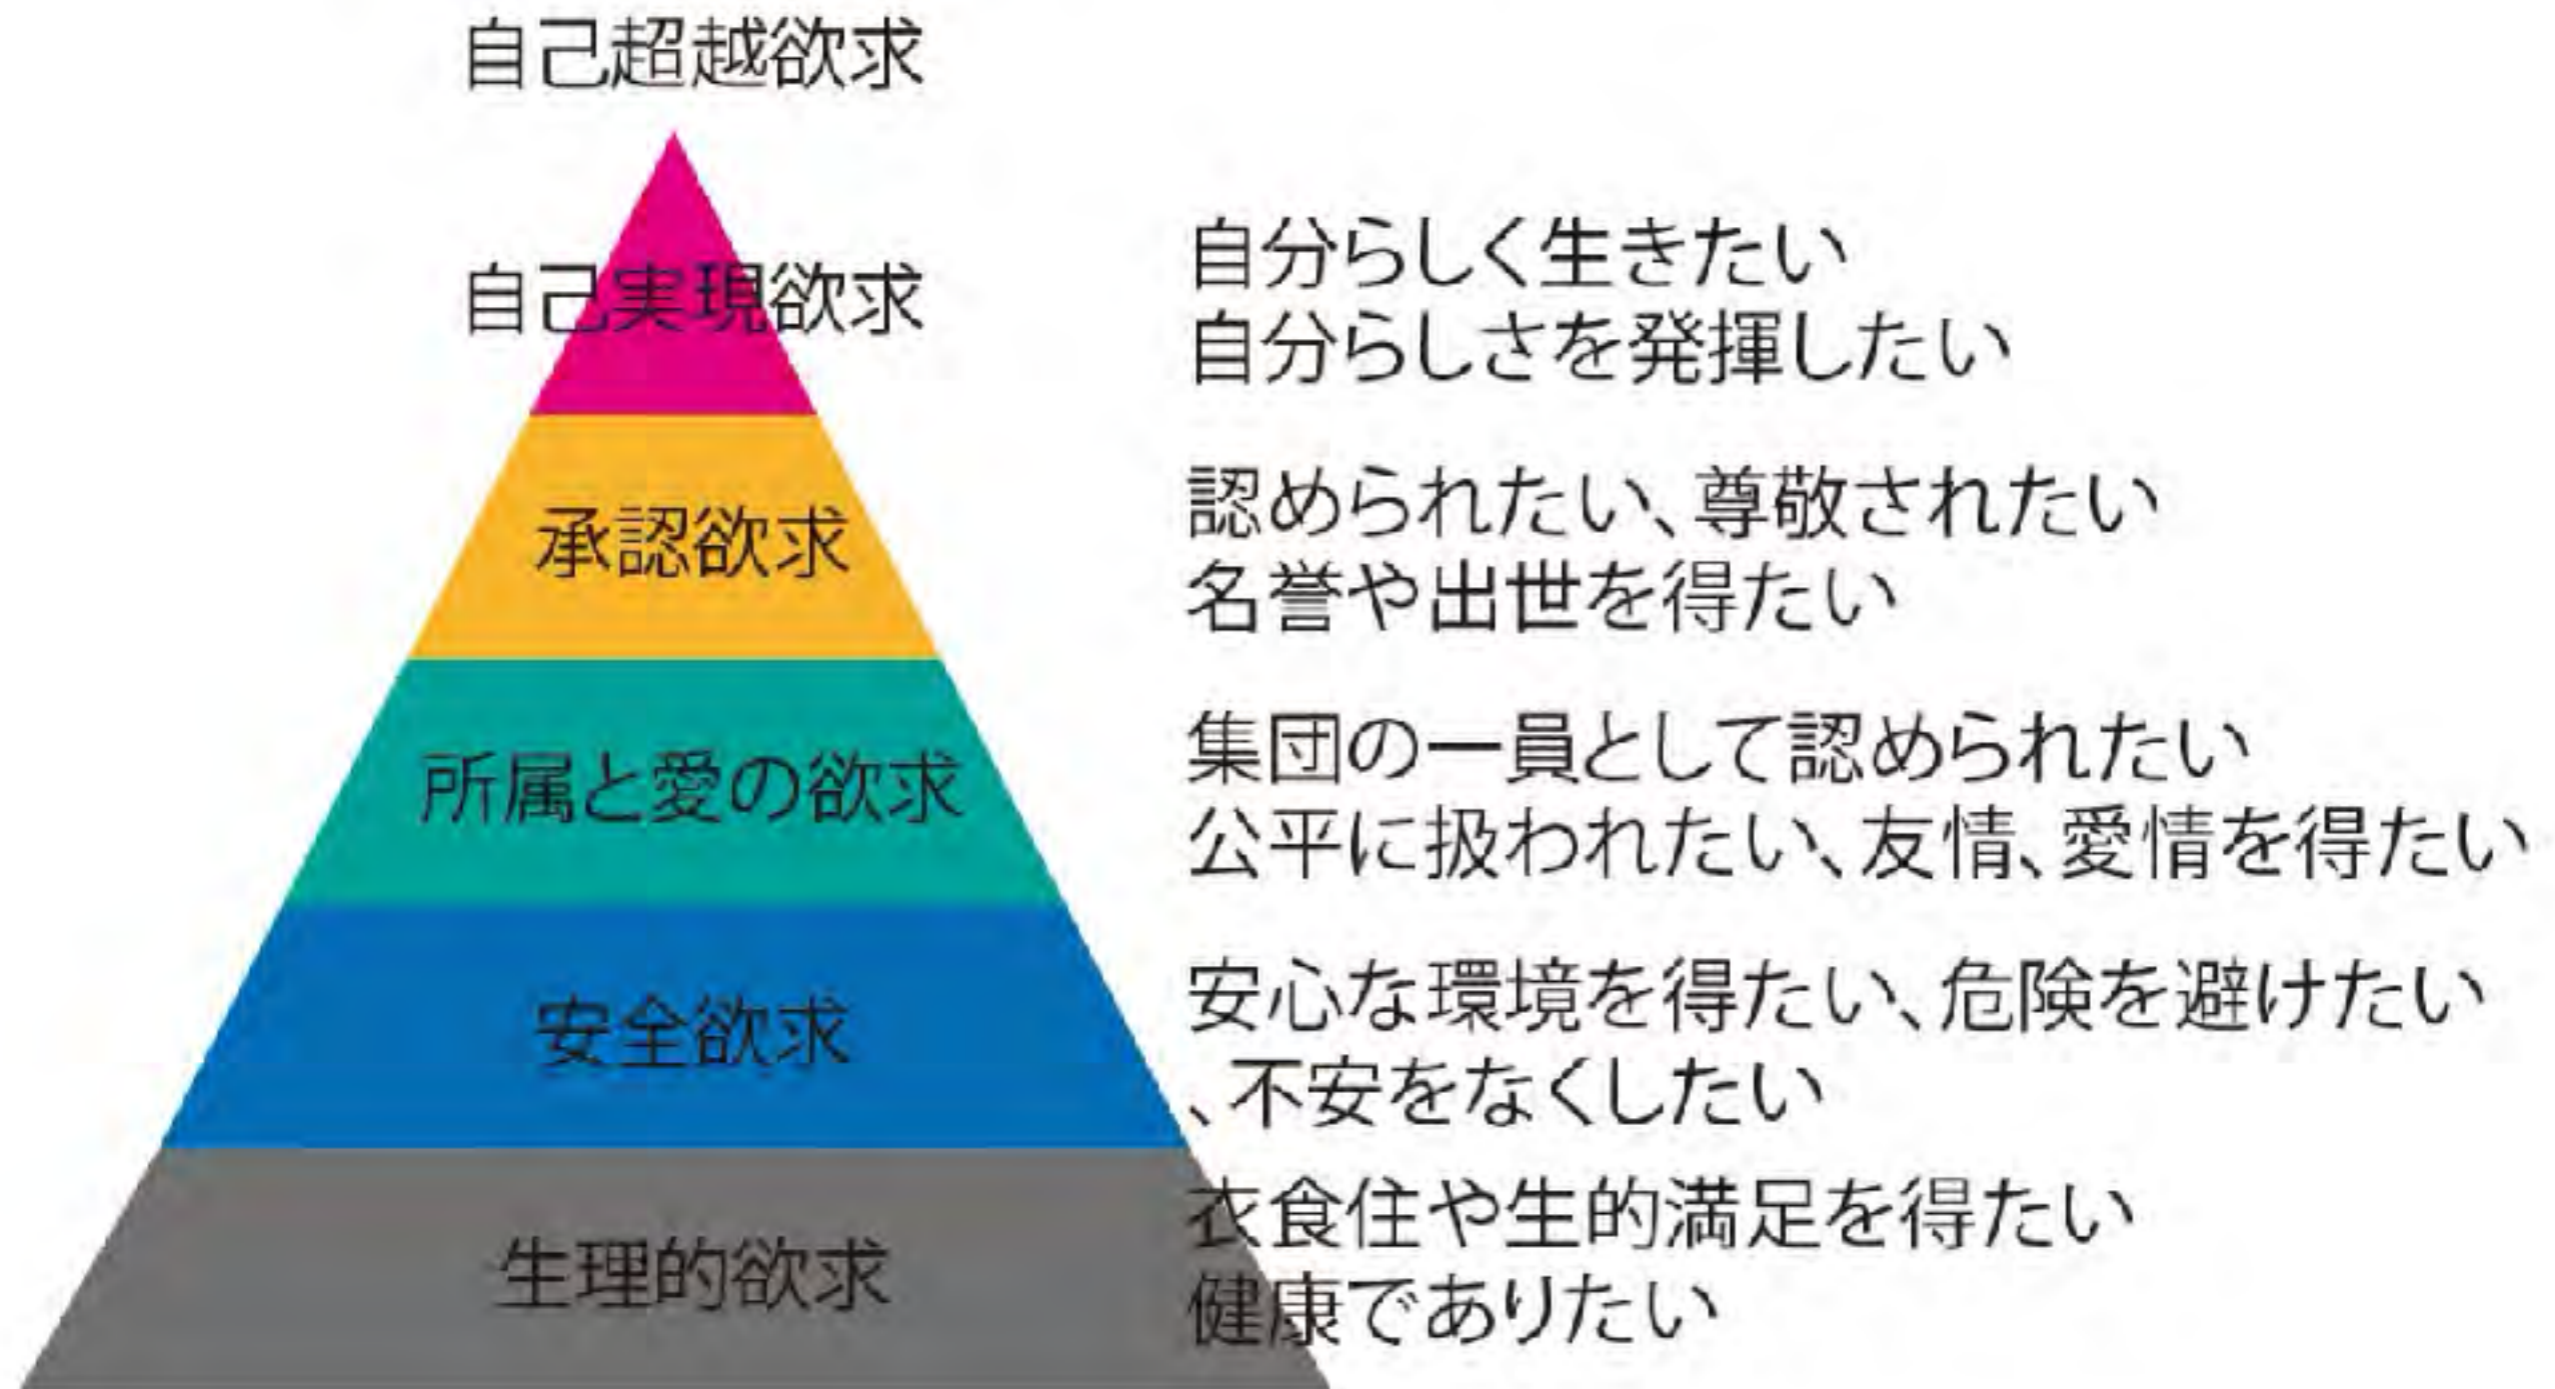 自己超越欲求
自己実現欲求
自分らしく生きたい
自分らしさを発揮したい
承認欲求
認められたい、尊敬されたい
名誉や出世を得たい
所属と愛の欲求
集団の一員として認められたい
公平に扱われたい、友情、愛情を得たい
安全欲求
安心な環境を得たい、危険を避けたい
、不安をなくしたい
生理的欲求
衣食住や生的満足を得たい
健康でありたい